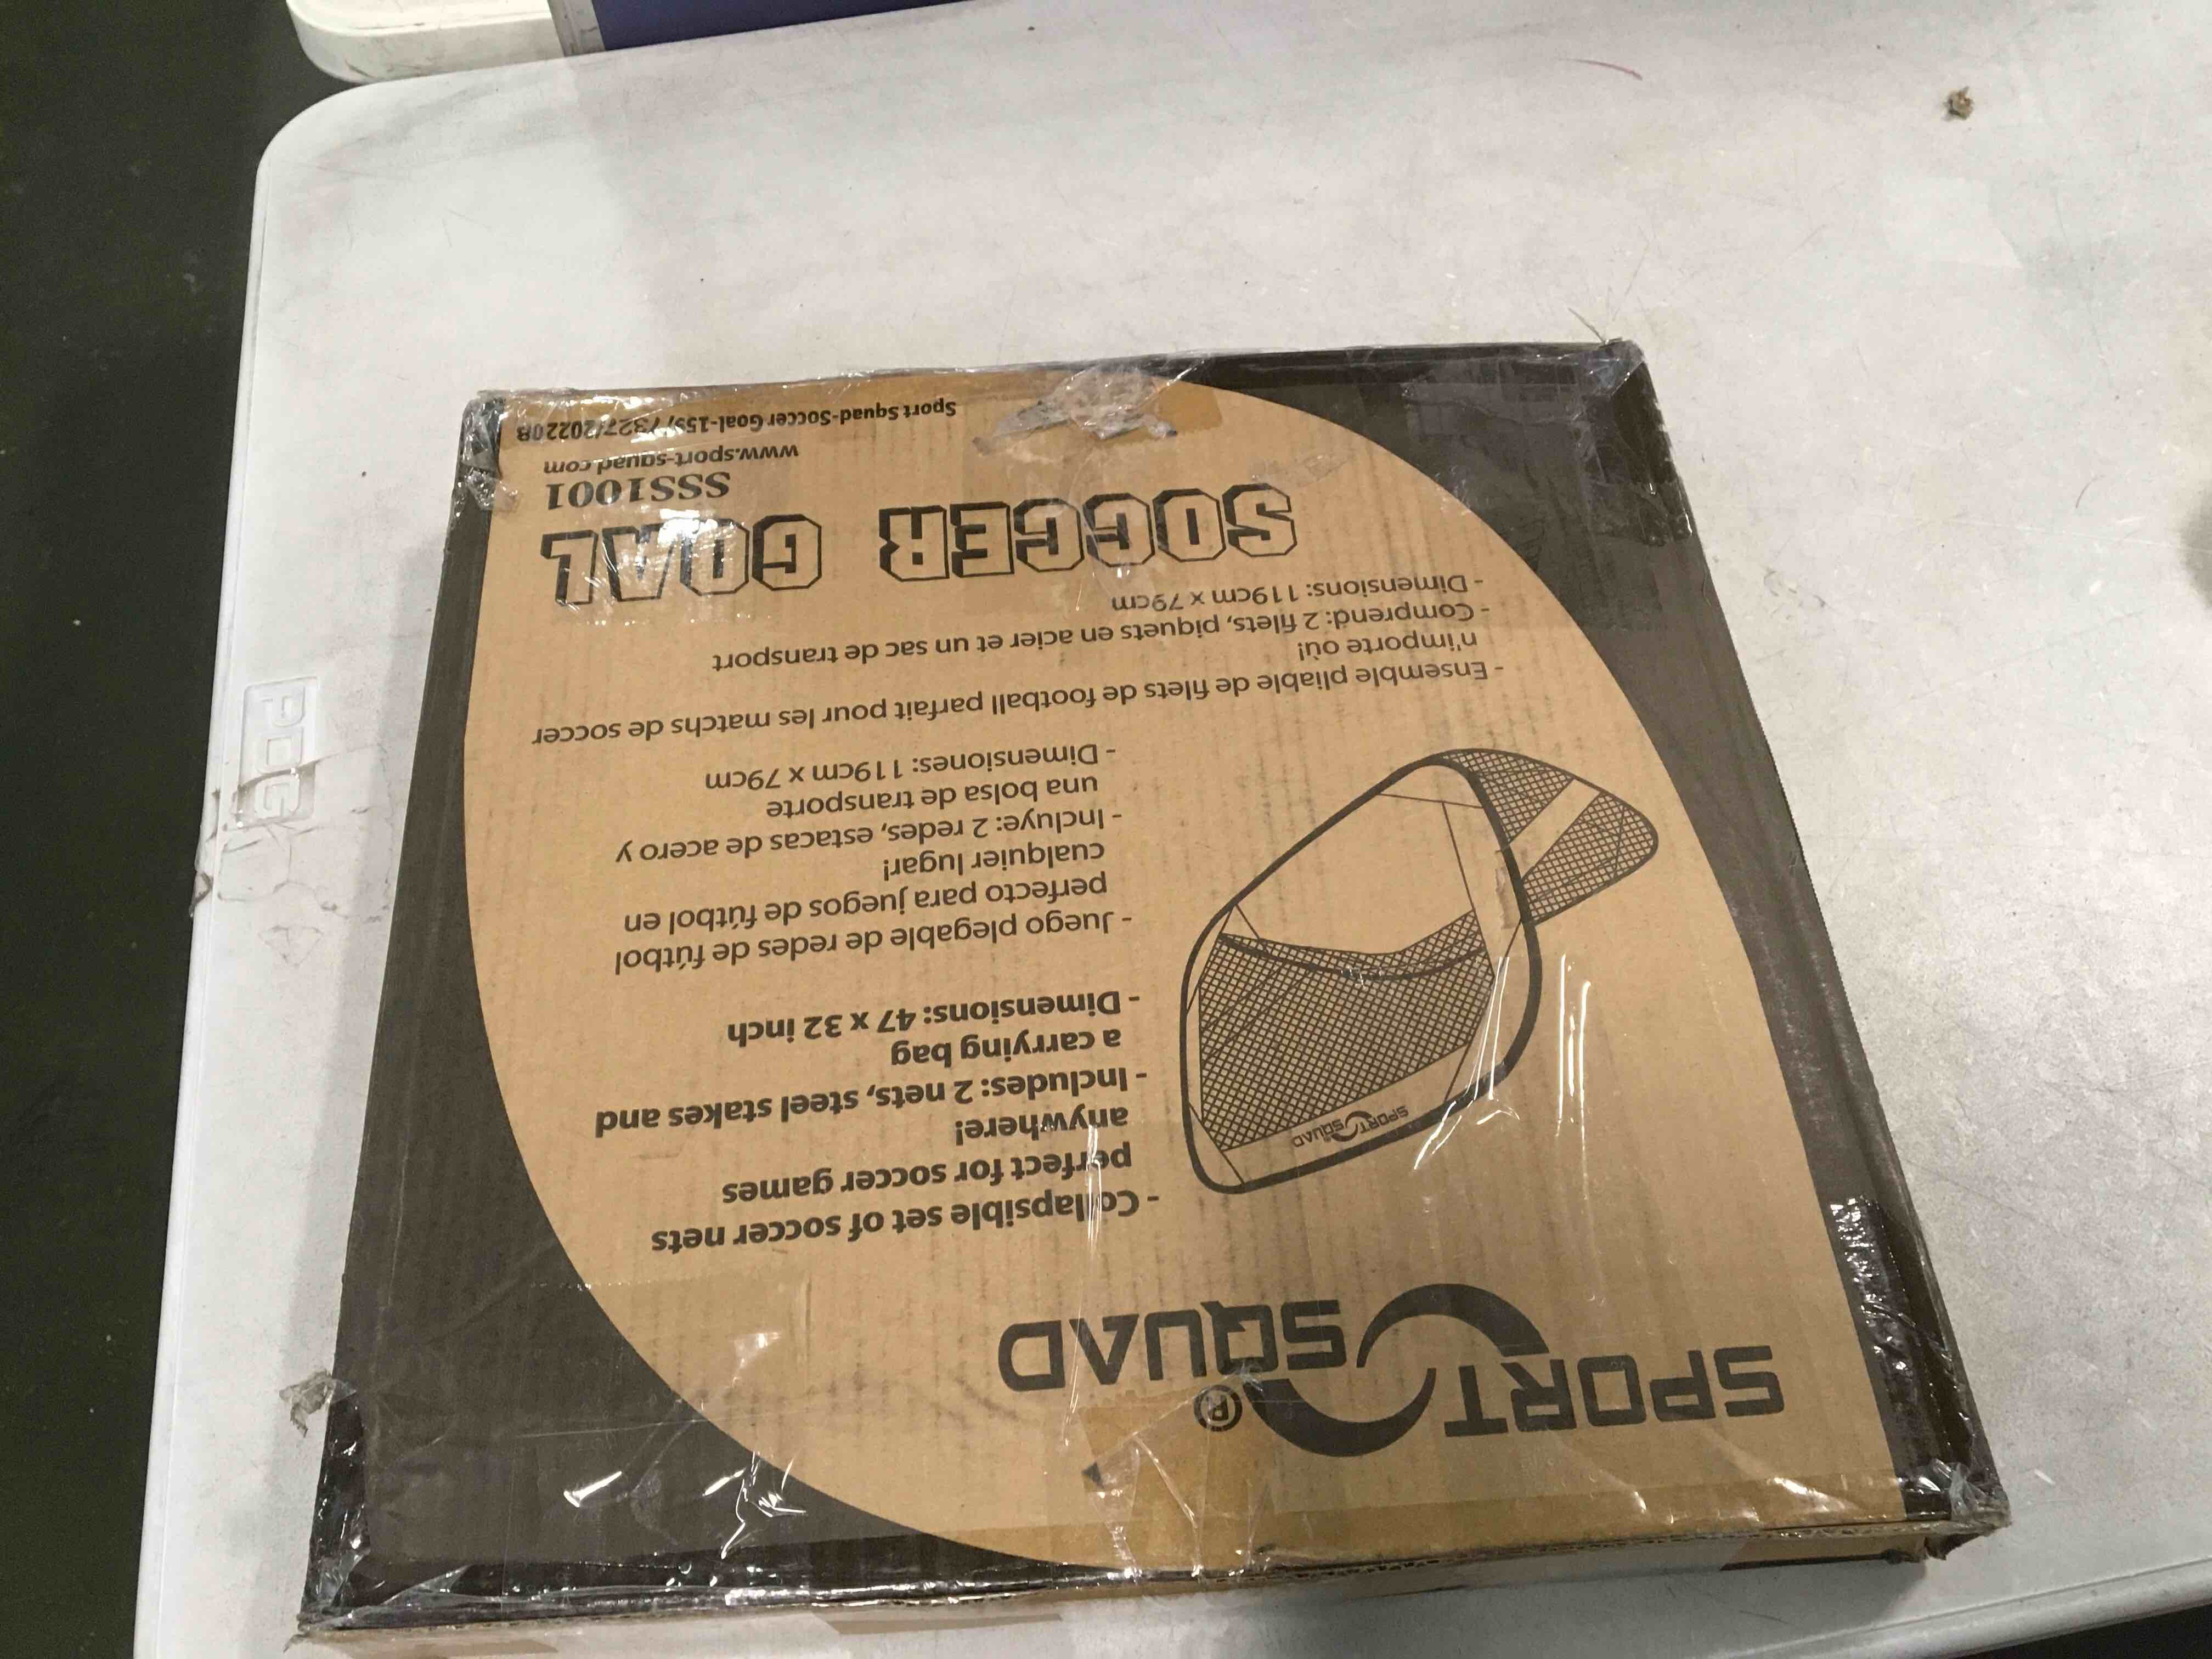 SPORT SQUAD®
- Collapsible set of soccer nets
perfect for soccer games
anywhere!
- Includes: 2 nets, steel stakes and
a carrying bag
- Dimensions: 47 x 32 inch
SPORT SQUAD
- Juego plegable de redes de fútbol
perfecto para juegos de fútbol en
cualquier lugar!
- Incluye: 2 redes, estacas de acero y
una bolsa de transporte
- Dimensiones: 119cm x 79cm
- Ensemble pliable de filets de football parfait pour les matchs de soccer
n'importe où!
- Comprend: 2 filets, piquets en acier et un sac de transport
- Dimensions: 119cm x 79cm
SOCCER GOAL
SSS1001
www.sport-squad.com
Sport Squad-Soccer Goal-155/7327/202208
PDG